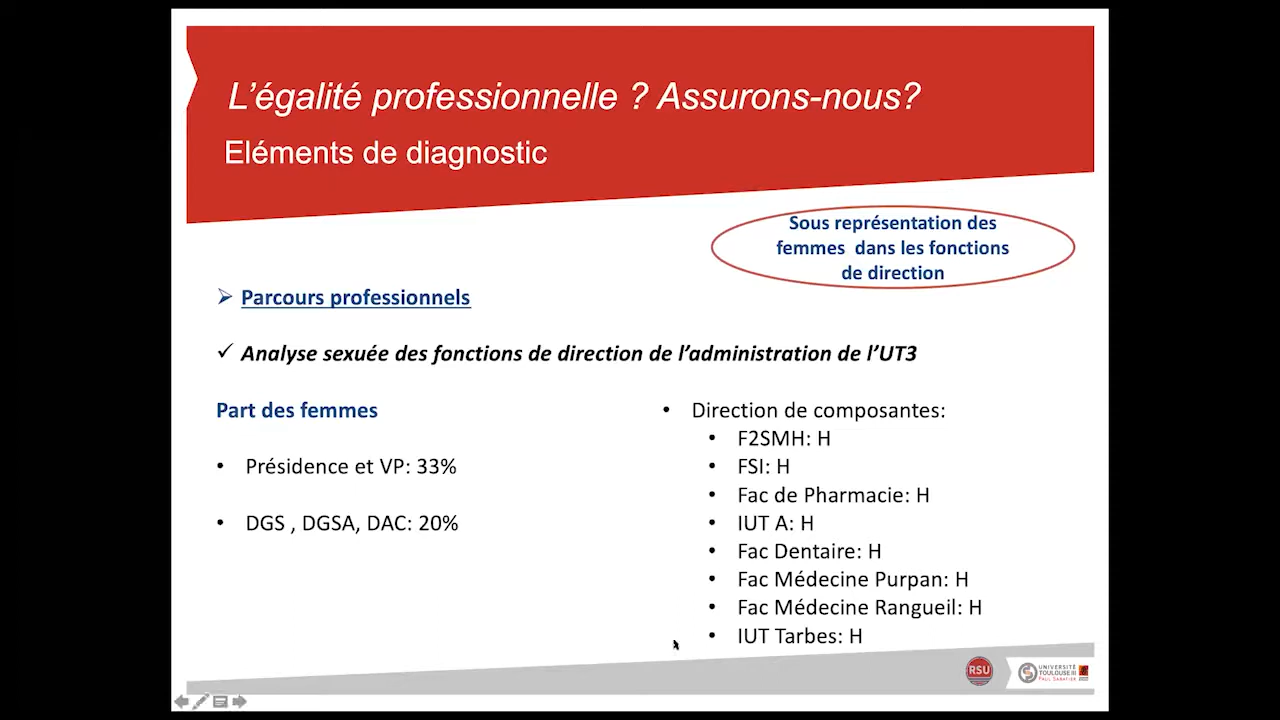 L’égalité professionnelle ? Assurons-nous?
Eléments de diagnostic
Sous représentation des
femmes dans les fonctions
de direction
Parcours professionnels
Analyse sexuée des fonctions de direction de l’administration de l’UT3
Part des femmes
• Présidence et VP: 33%
• DGS , DGSA, DAC: 20%
• Direction de composantes:
• F2SMH: H
• FSI: H
• Fac de Pharmacie: H
• IUT A: H
• Fac Dentaire: H
• Fac Médecine Purpan: H
• Fac Médecine Rangueil: H
• IUT Tarbes: H
RSU
UNIVERSITÉ
TOULOUSE III
PAUL SABATIER